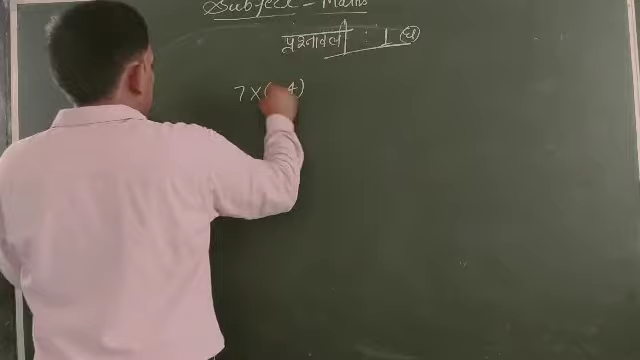 Subject - Maths
प्रश्नावली : 1 (घ)
7 × ( 4)